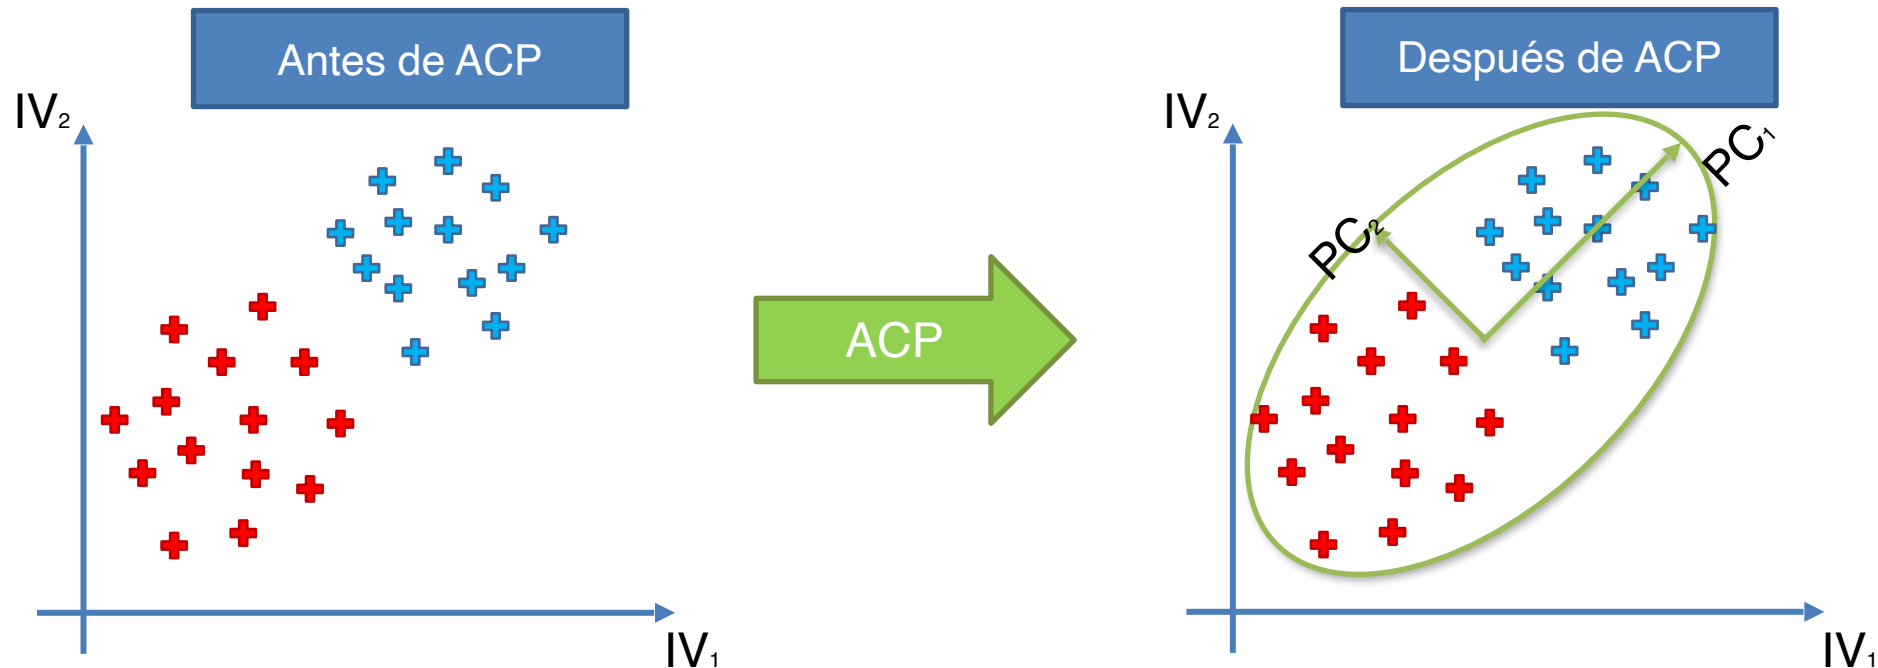 Antes de ACP
IV₂
IV₁
ACP
Después de ACP
IV₂
PC₁
PC₂
IV₁